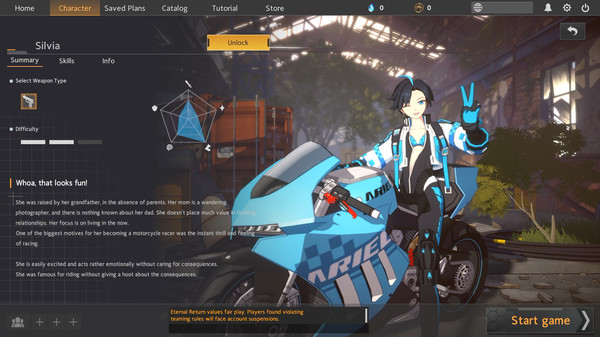 Home Character Saved Plans Catalog Tutorial Store 0 0
Silvia
Unlock
Summary Skills Info
Select Weapon Type
Difficulty
Whoa, that looks fun!
She was raised by her grandfather, in the absence of parents. Her mom is a wandering
photographer, and there is nothing known about her dad. She doesn't place much value in
relationships. Her focus is on living in the now.
One of the biggest motives for her becoming a motorcycle racer was the instant thrill and feeling
of racing.
She is easily excited and acts rather emotionally without caring for consequences.
She was famous for riding without giving a hoot about the consequences.
ARIEL
ARIEL
Eternal Return values fair play. Players found violating
teaming rules will face account suspensions.
Start game